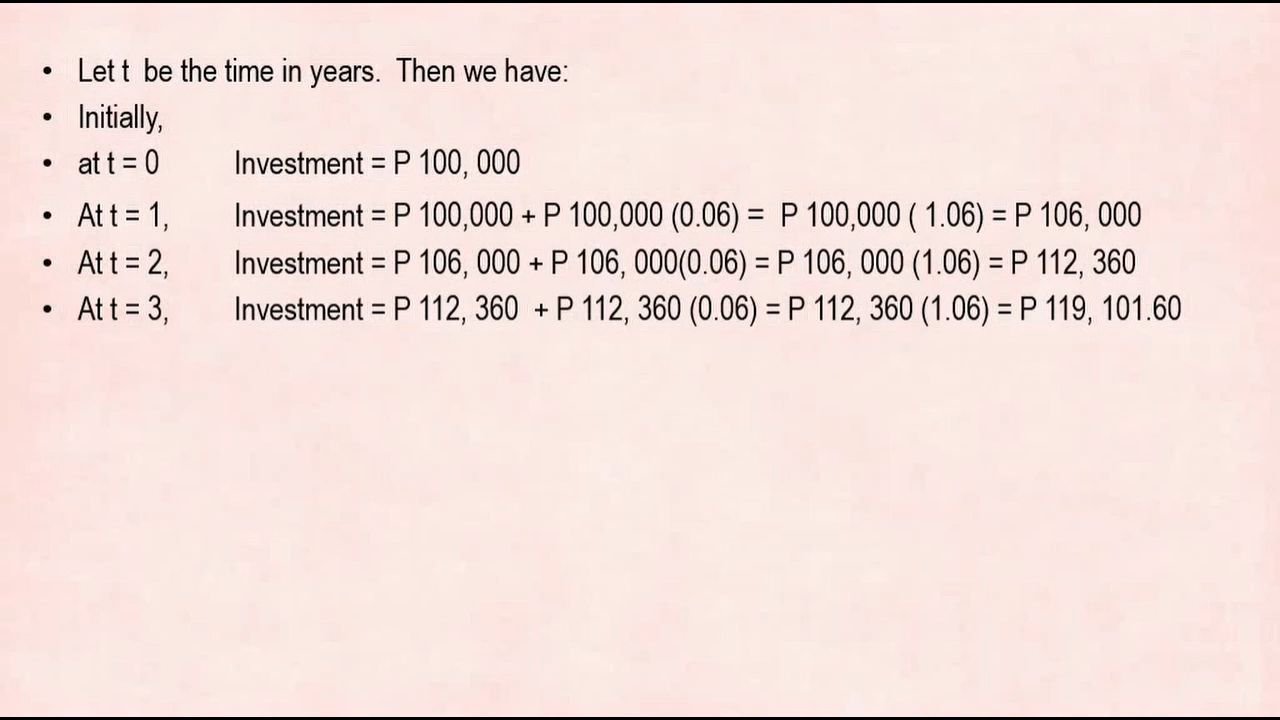 • Let t be the time in years. Then we have:
• Initially,
• at t = 0 Investment = P 100, 000
• At t = 1, Investment = P 100,000 + P 100,000 (0.06) = P 100,000 ( 1.06) = P 106, 000
• At t = 2, Investment = P 106, 000 + P 106, 000(0.06) = P 106, 000 (1.06) = P 112, 360
• At t = 3, Investment = P 112, 360 + P 112, 360 (0.06) = P 112, 360 (1.06) = P 119, 101.60